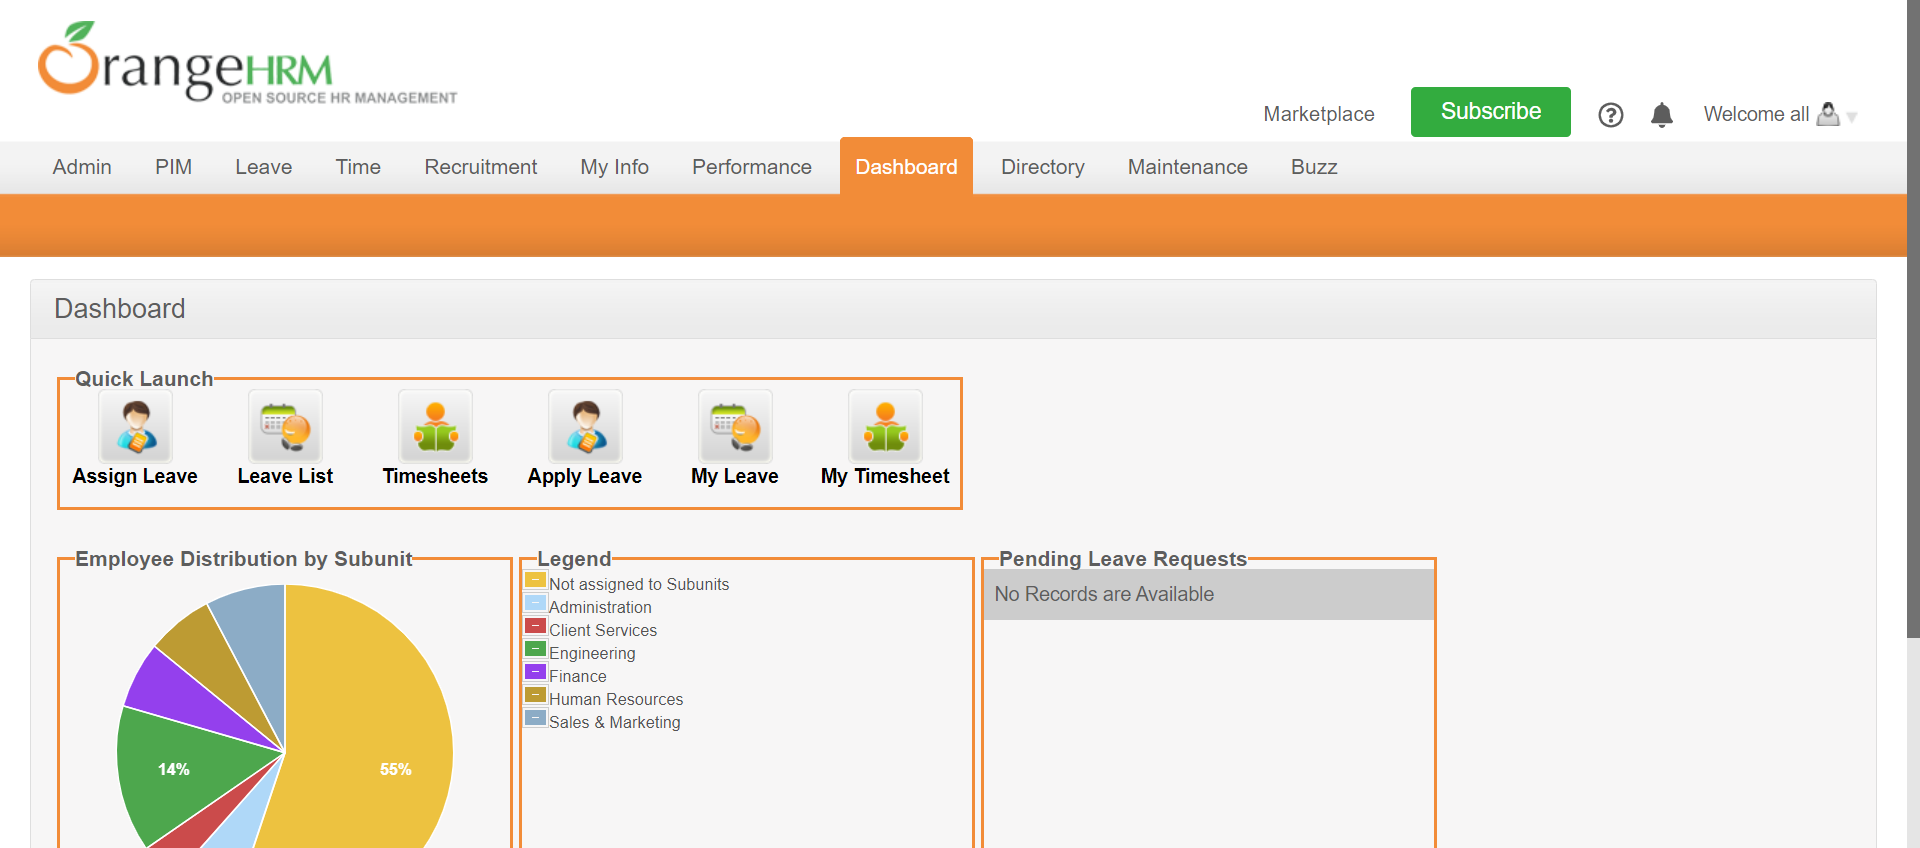 OrangeHRM
OPEN SOURCE HR MANAGEMENT
Marketplace
Subscribe
Welcome all
Admin PIM Leave Time Recruitment My Info Performance Dashboard Directory Maintenance Buzz
Dashboard
Quick Launch
Assign Leave Leave List Timesheets Apply Leave My Leave My Timesheet
Employee Distribution by Subunit
14%
55%
Legend
Not assigned to Subunits
Administration
Client Services
Engineering
Finance
Human Resources
Sales & Marketing
Pending Leave Requests
No Records are Available